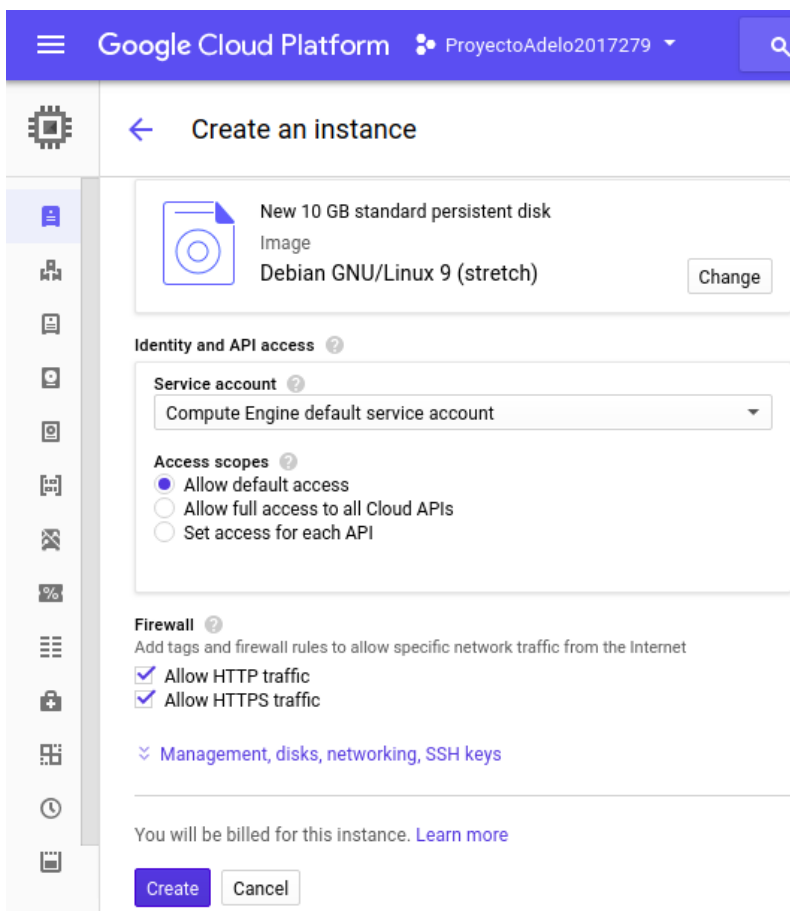 Google Cloud Platform ProyectoAdelo2017279
Create an instance
New 10 GB standard persistent disk
Image
Debian GNU/Linux 9 (stretch)
Change
Identity and API access ?
Service account ?
Compute Engine default service account
Access scopes ?
Allow default access
Allow full access to all Cloud APIs
Set access for each API
Firewall ?
Add tags and firewall rules to allow specific network traffic from the Internet
Allow HTTP traffic
Allow HTTPS traffic
Management, disks, networking, SSH keys
You will be billed for this instance. Learn more
Create Cancel